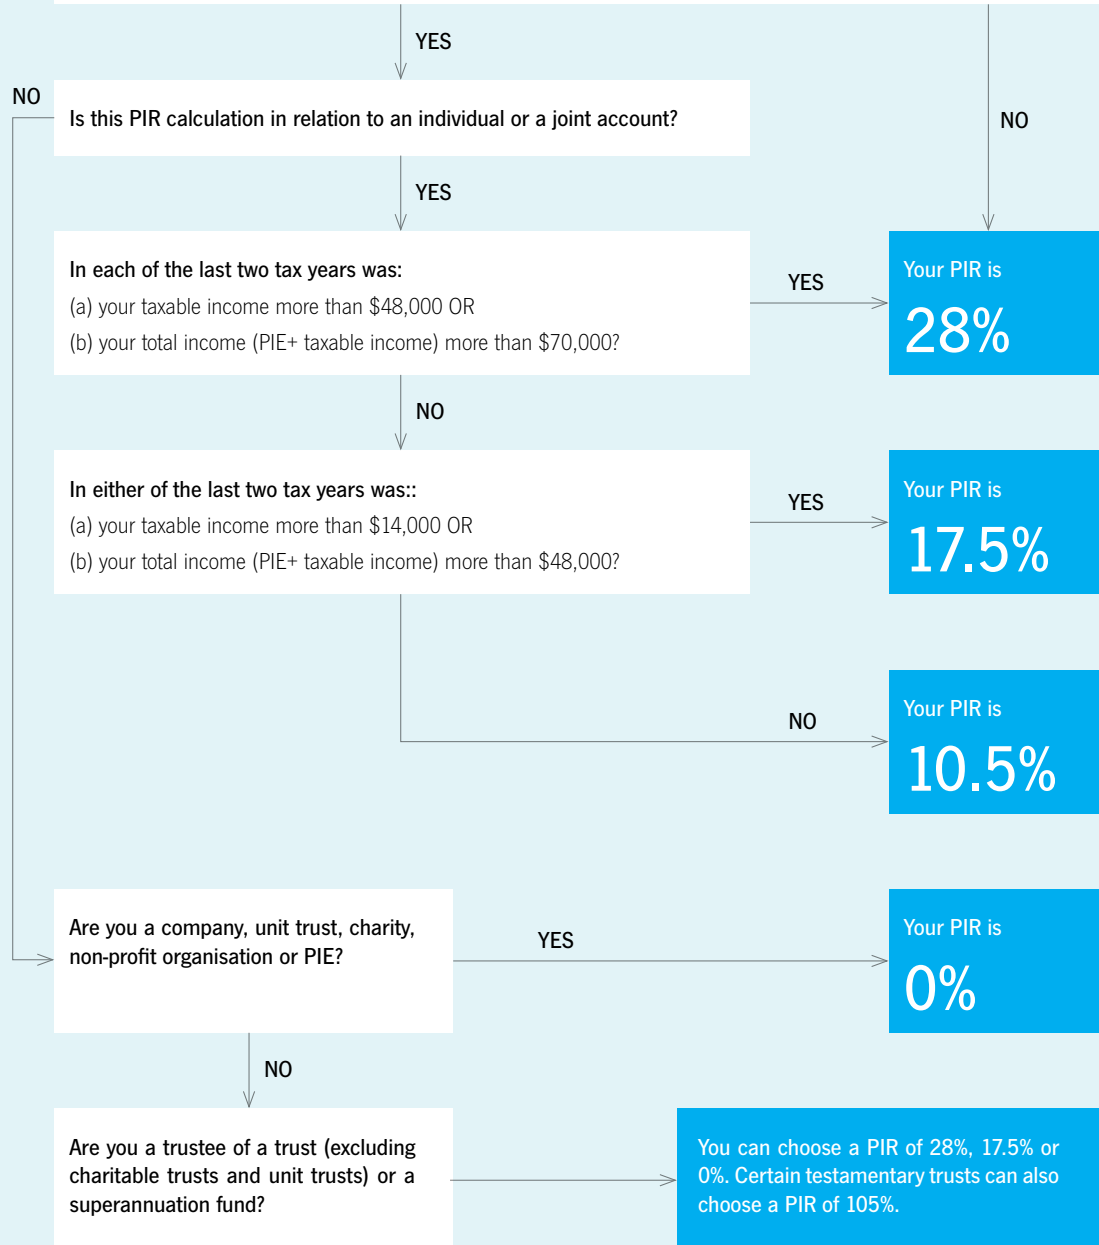 YES
NO
Is this PIR calculation in relation to an individual or a joint account?
NO
YES
In each of the last two tax years was:
(a) your taxable income more than $48,000 OR
(b) your total income (PIE+ taxable income) more than $70,000?
YES
Your PIR is
28%
NO
In either of the last two tax years was::
(a) your taxable income more than $14,000 OR
(b) your total income (PIE+ taxable income) more than $48,000?
YES
Your PIR is
17.5%
NO
Your PIR is
10.5%
Are you a company, unit trust, charity,
non-profit organisation or PIE?
YES
Your PIR is
0%
NO
Are you a trustee of a trust (excluding
charitable trusts and unit trusts) or a
superannuation fund?
You can choose a PIR of 28%, 17.5% or
0%. Certain testamentary trusts can also
choose a PIR of 105%.